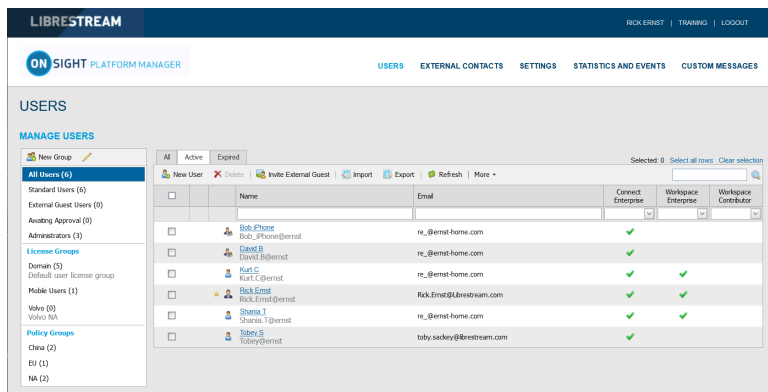 LIBRESTREAM
RICK ERNST | TRAINING | LOGOUT
ONSIGHT PLATFORM MANAGER
USERS EXTERNAL CONTACTS SETTINGS STATISTICS AND EVENTS CUSTOM MESSAGES
USERS
MANAGE USERS
New Group
All Users (6)
Standard Users (6)
External Guest Users (0)
Awaiting Approval (0)
Administrators (3)
License Groups
Domain (5)
Default user license group
Mobile Users (1)
Volvo (0)
Volvo NA
Policy Groups
China (2)
EU (1)
NA (2)
All Active Expired
Selected: 0 Select all rows Clear selection
New User Delete | Invite External Guest | Import Export | Refresh | More
Name Email Connect Enterprise Workspace Enterprise Workspace Contributor
Bob iPhone
Bob_iPhone@ernst re_@ernst-home.com
David B
David.B@ernst re_@ernst-home.com
Kurt C
Kurt.C@ernst re_@ernst-home.com
Rick Ernst
Rick.Ernst@ernst Rick.Ernst@Librestream.com
Shania T
Shania.T@ernst re_@ernst-home.com
Tobey S
Tobey@ernst toby.sackey@librestream.com